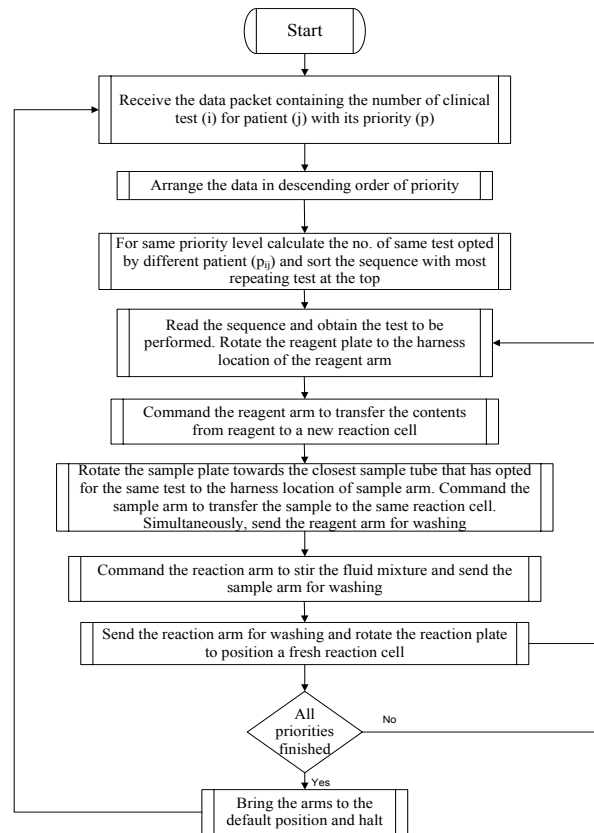 Start
Receive the data packet containing the number of clinical
test (i) for patient (j) with its priority (p)
Arrange the data in descending order of priority
For same priority level calculate the no. of same test opted
by different patient (pij) and sort the sequence with most
repeating test at the top
Read the sequence and obtain the test to be
performed. Rotate the reagent plate to the harness
location of the reagent arm
Command the reagent arm to transfer the contents
from reagent to a new reaction cell
Rotate the sample plate towards the closest sample tube that has opted
for the same test to the harness location of sample arm. Command the
sample arm to transfer the sample to the same reaction cell.
Simultaneously, send the reagent arm for washing
Command the reaction arm to stir the fluid mixture and send the
sample arm for washing
Send the reaction arm for washing and rotate the reaction plate
to position a fresh reaction cell
All
priorities
finished
No
Yes
Bring the arms to the
default position and halt